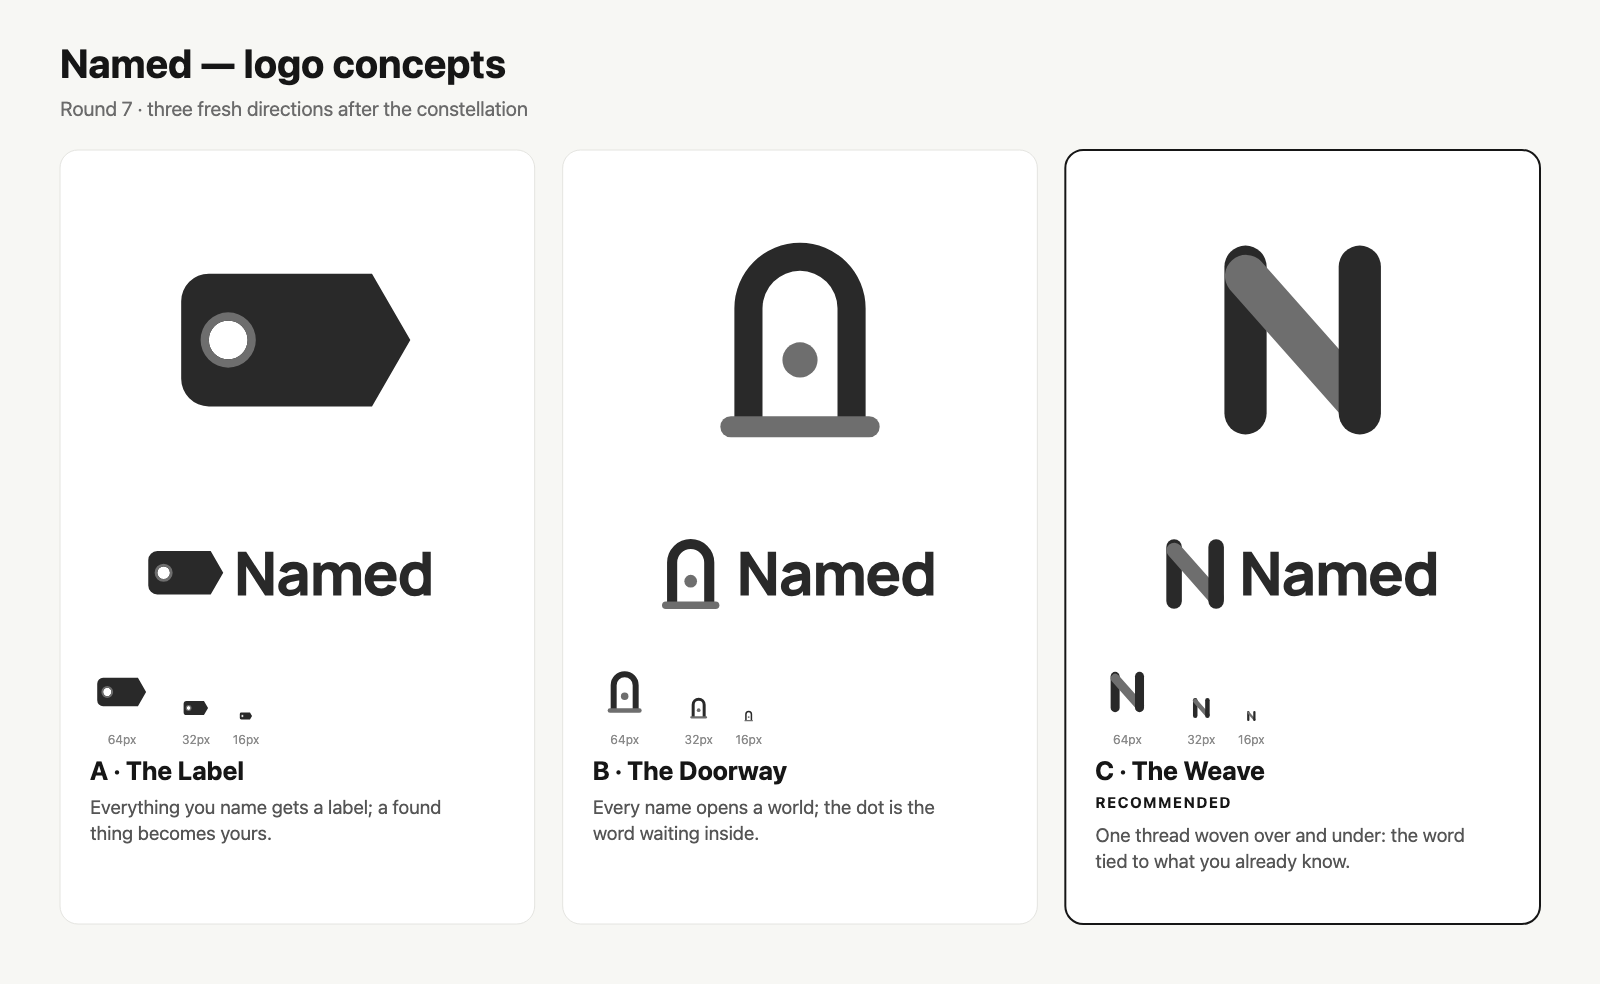 Named — logo concepts
Round 7 · three fresh directions after the constellation
Named
64px 32px 16px
A · The Label
Everything you name gets a label; a found
thing becomes yours.
Named
64px 32px 16px
B · The Doorway
Every name opens a world; the dot is the
word waiting inside.
N
N Named
N N N
64px 32px 16px
C · The Weave
RECOMMENDED
One thread woven over and under: the word
tied to what you already know.